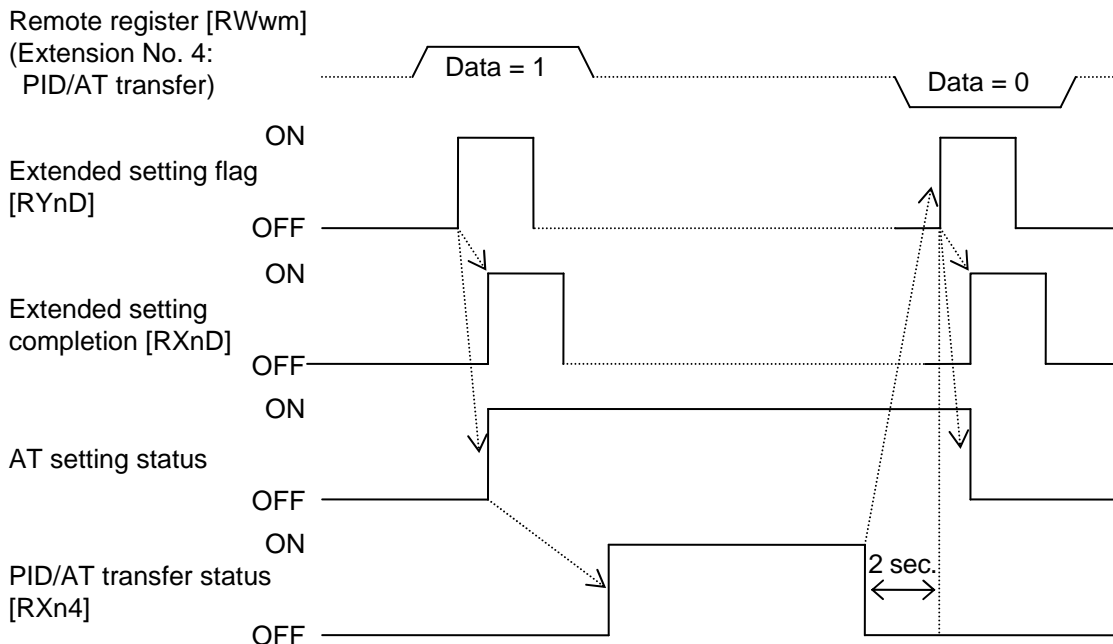 Remote register [RWwm]
(Extension No. 4:
PID/AT transfer)
Data = 1
Data = 0
ON
Extended setting flag
[RYnD]
OFF
ON
Extended setting
completion [RXnD]
OFF
ON
AT setting status
OFF
ON
PID/AT transfer status
[RXn4]
2 sec.
OFF